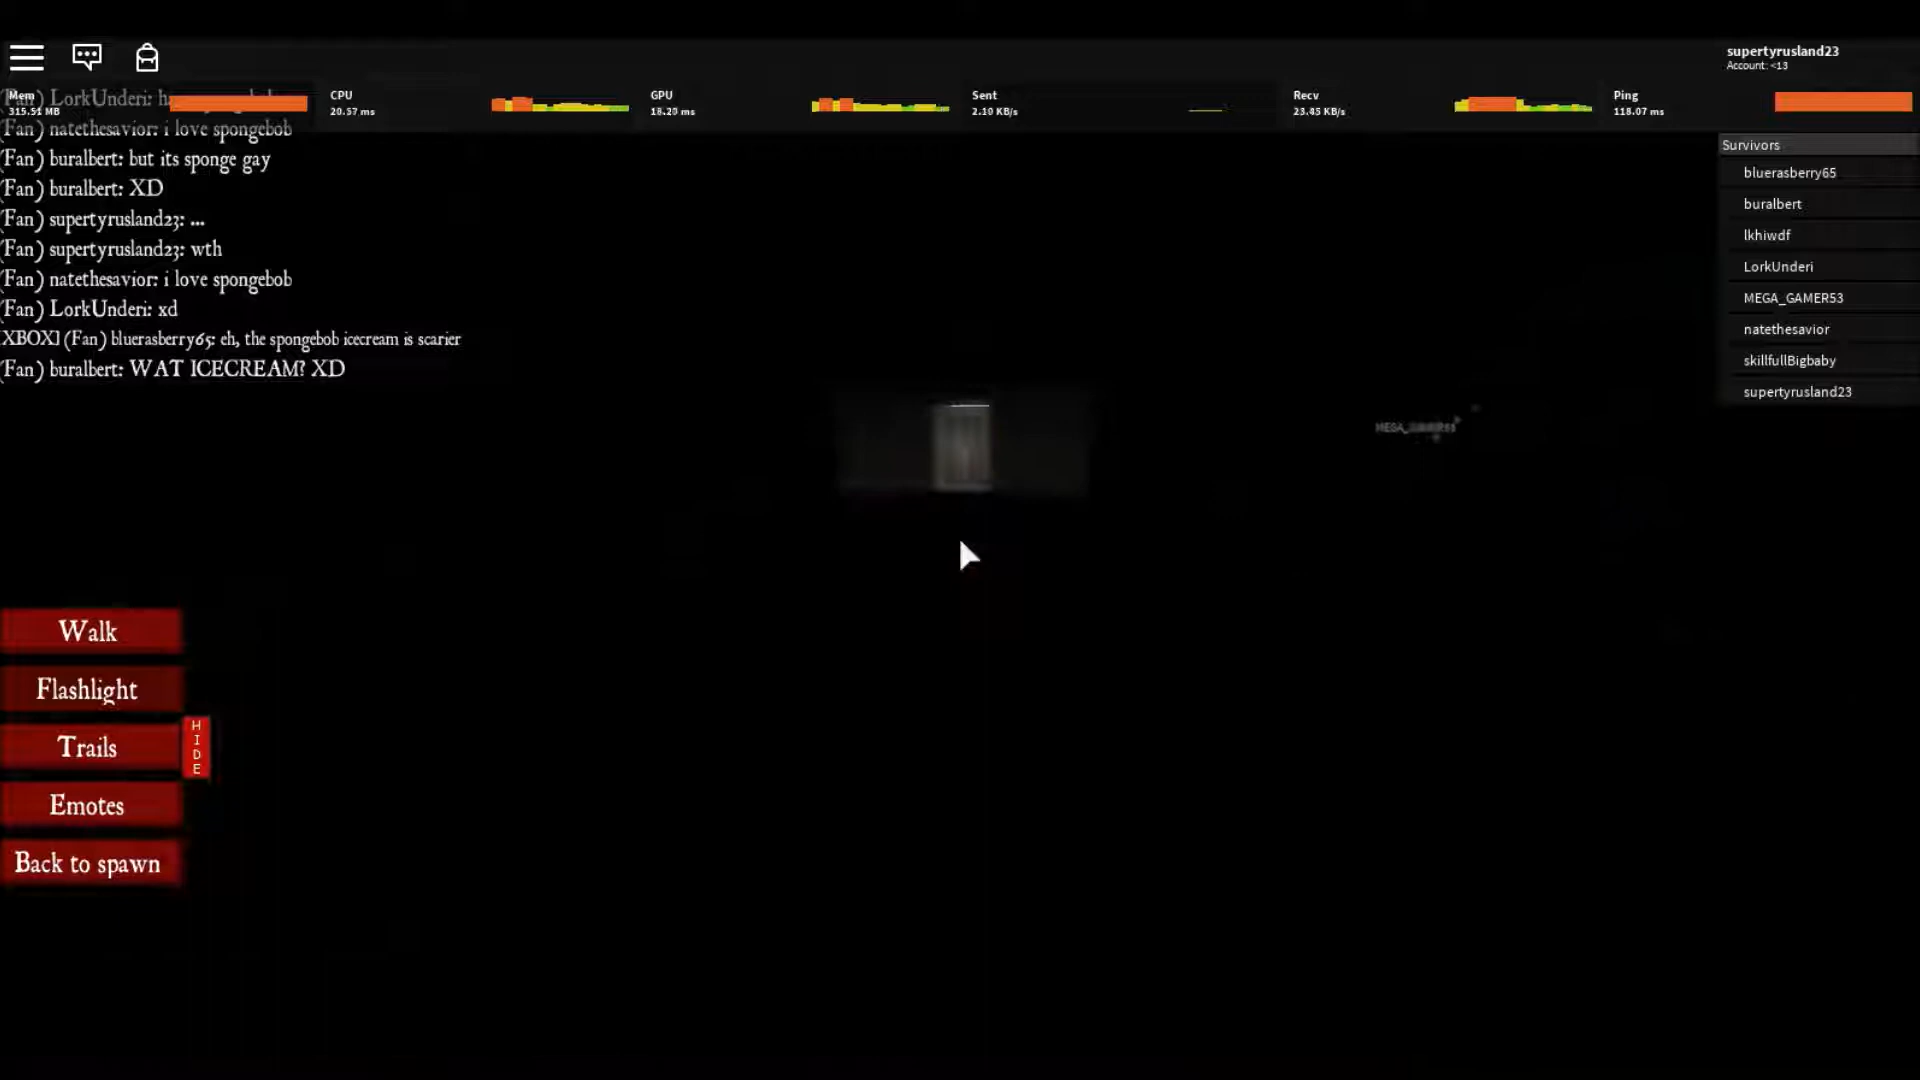 supertyrusland23
Account: <13
Mem
315.51 MB
CPU
20.57 ms
GPU
18.20 ms
Sent
2.10 KB/s
Recv
23.45 KB/s
Ping
118.07 ms
(Fan) LorkUnderi:
(Fan) natethesavior: i love spongebob
(Fan) buralbert: but its sponge gay
(Fan) buralbert: XD
(Fan) supertyrusland23: ...
(Fan) supertyrusland23: wth
(Fan) natethesavior: i love spongebob
(Fan) LorkUnderi: xd
[XBOX] (Fan) bluerasberry65: eh, the spongebob icecream is scarier
(Fan) buralbert: WAT ICECREAM? XD
Survivors
bluerasberry65
buralbert
lkhiwdf
LorkUnderi
MEGA_GAMER53
natethesavior
skillfullBigbaby
supertyrusland23
MEGA_GAMER53
Walk
Flashlight
Trails
HIDE
Emotes
Back to spawn